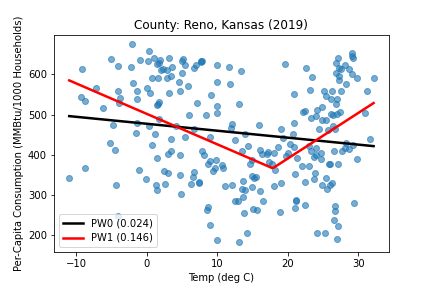 County: Reno, Kansas (2019)
Per-Capita Consumption (MMBtu/1000 Households)
600
500
400
300
200
PW0 (0.024)
PW1 (0.146)
−10 0 10 20 30
Temp (deg C)